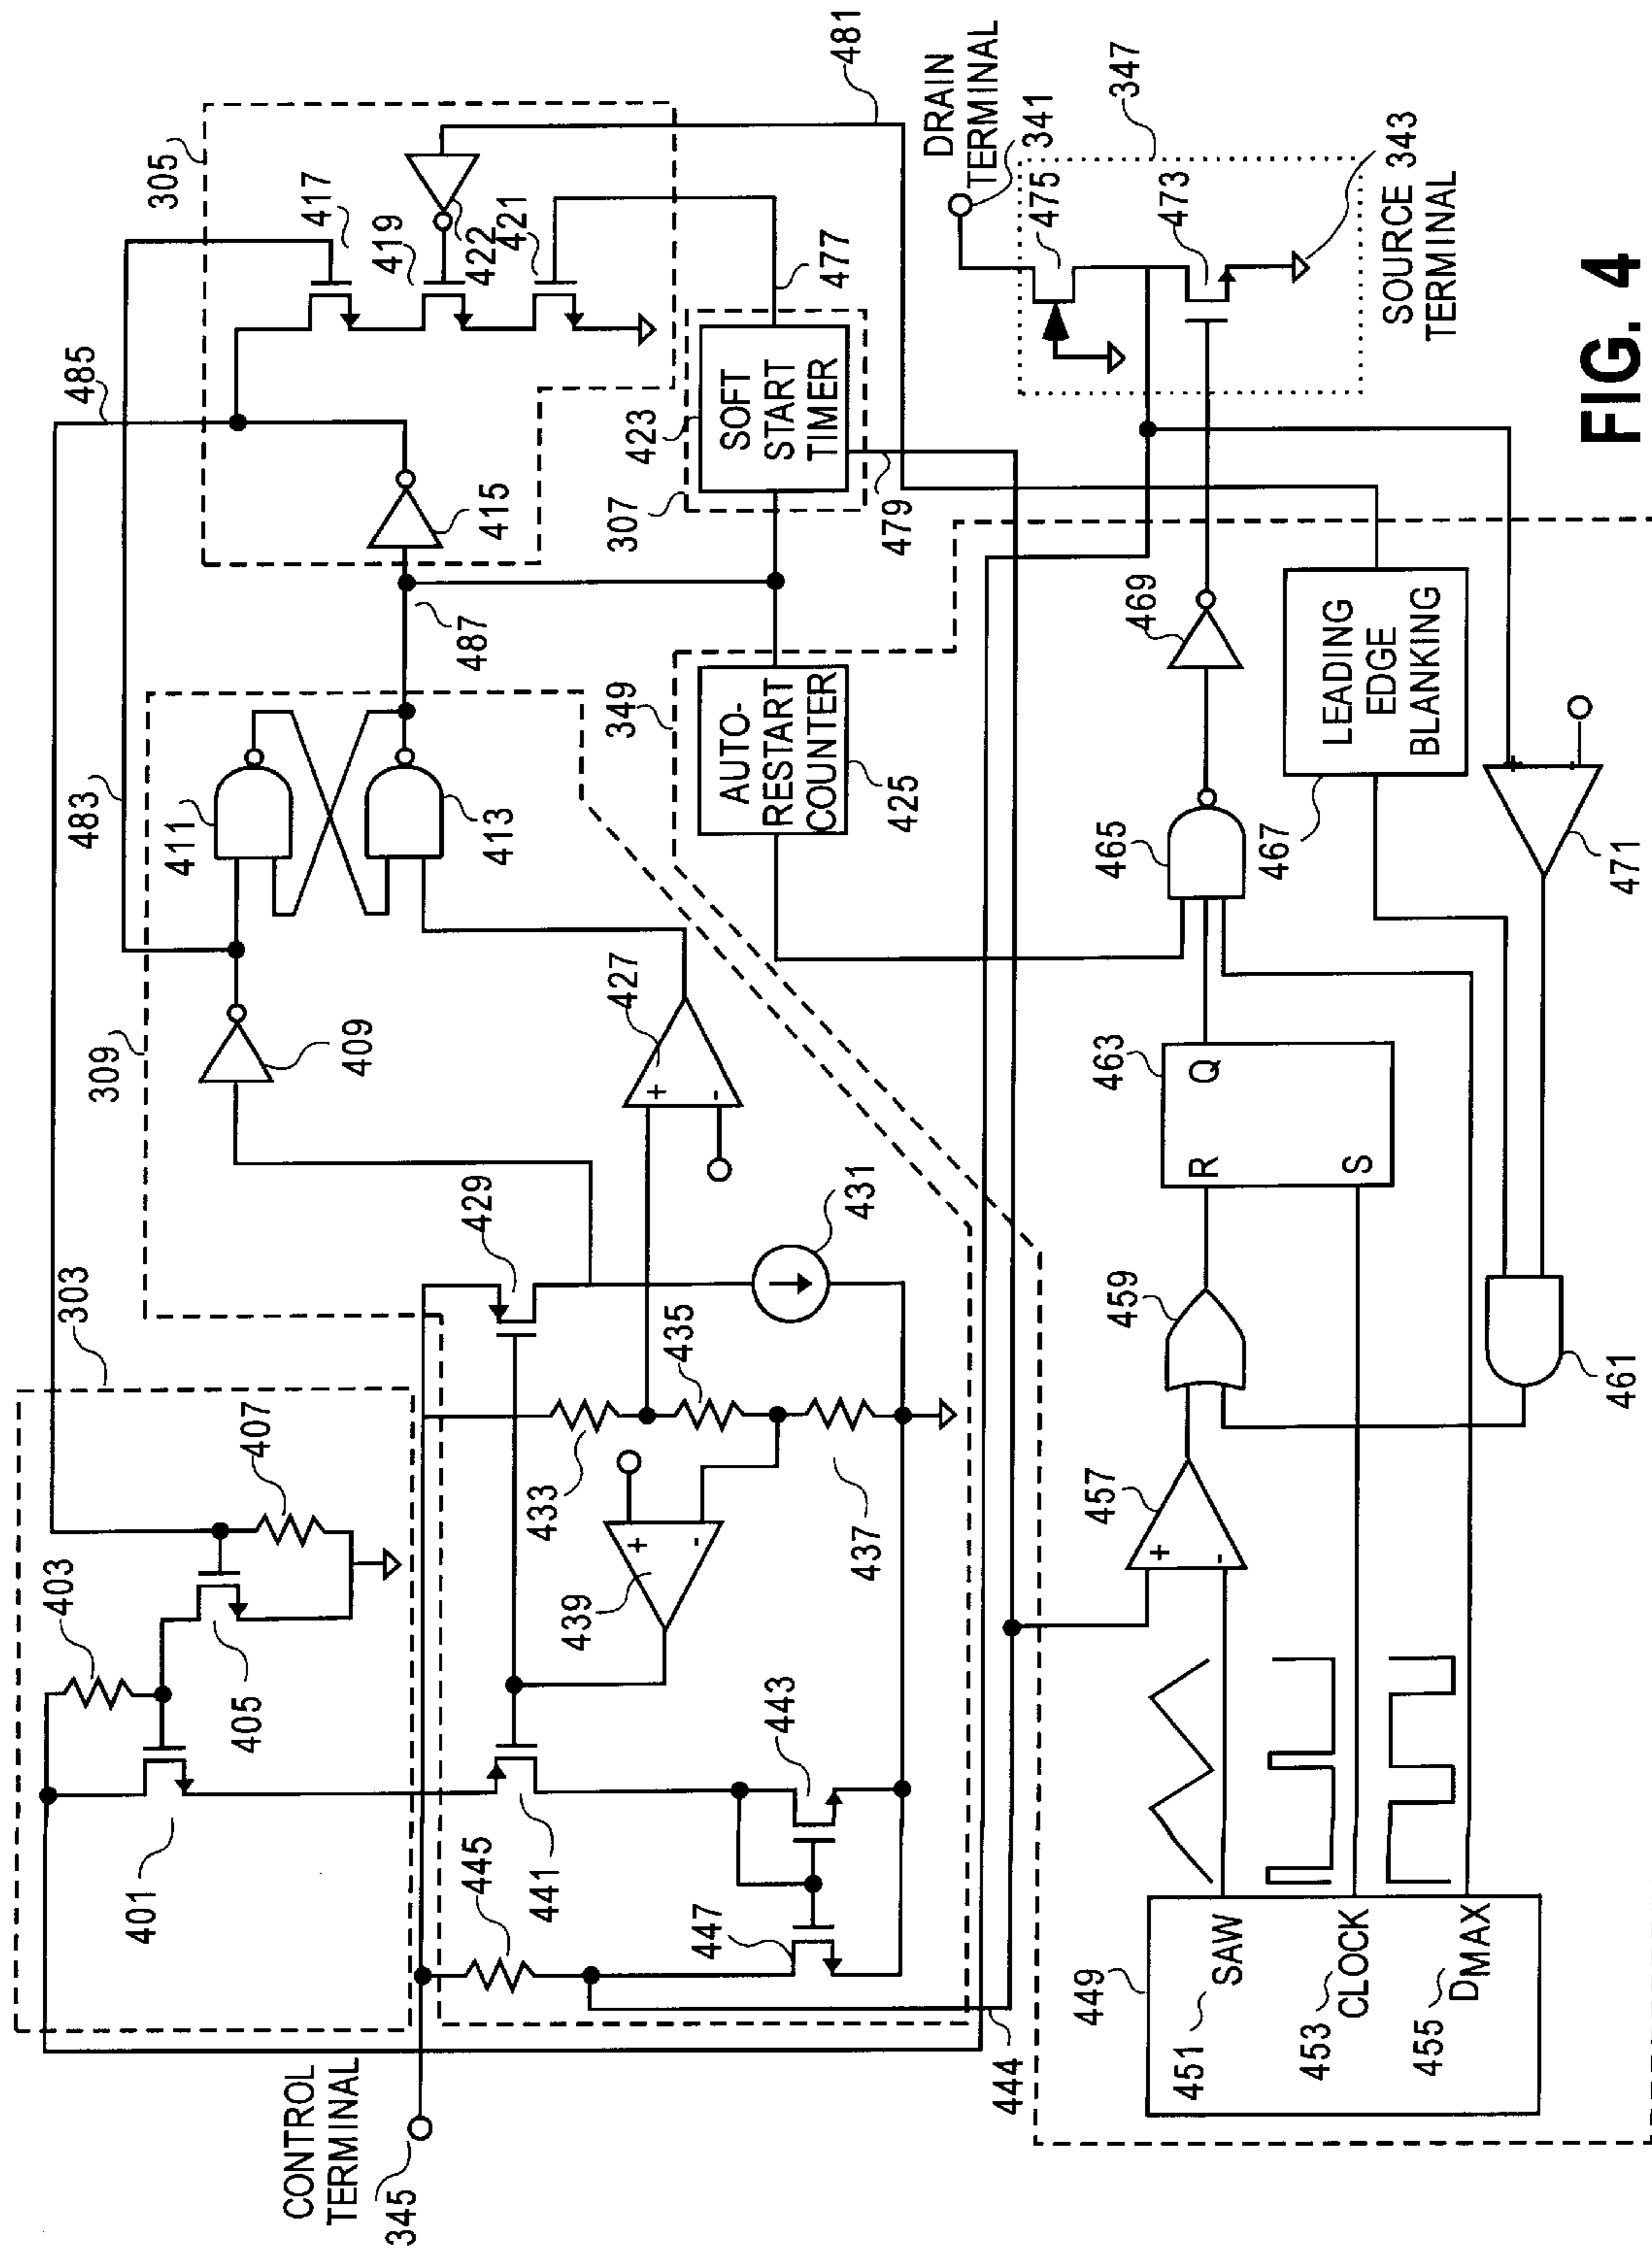 CONTROL
TERMINAL
345
303
401
403
405
407
309
409
483
411
413
485
305
415
417
419
422
421
487
481
307
423
SOFT
START
TIMER
477
479
349
AUTO-
RESTART
COUNTER
425
427
+
-
429
431
433
435
437
439
+
-
441
443
445
447
444
DRAIN
TERMINAL
341
347
475
473
SOURCE
TERMINAL
343
449
451
SAW
453
CLOCK
455
DMAX
457
+
-
459
461
463
R
Q
S
465
467
LEADING
EDGE
BLANKING
469
471
+
-
FIG. 4